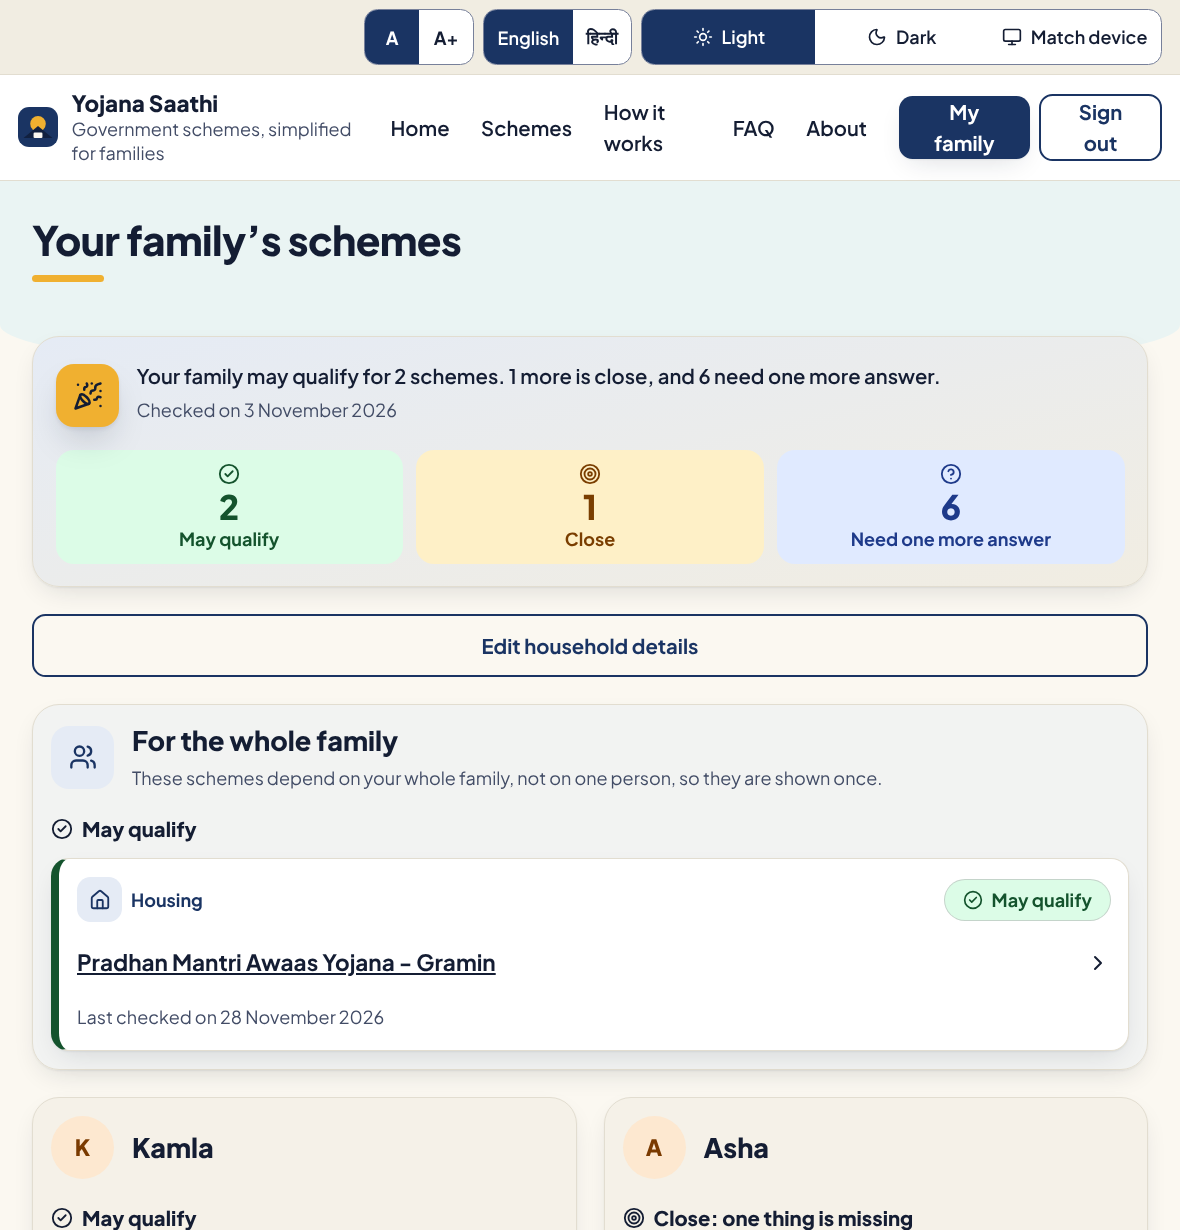 A A+ English हिन्दी Light Dark Match device
Yojana Saathi
Government schemes, simplified
for families
Home Schemes How it works FAQ About My family Sign out
Your family's schemes
Your family may qualify for 2 schemes. 1 more is close, and 6 need one more answer.
Checked on 3 November 2026
2
May qualify
1
Close
6
Need one more answer
Edit household details
For the whole family
These schemes depend on your whole family, not on one person, so they are shown once.
May qualify
Housing May qualify
Pradhan Mantri Awaas Yojana – Gramin
Last checked on 28 November 2026
K Kamla
May qualify
A Asha
Close: one thing is missing